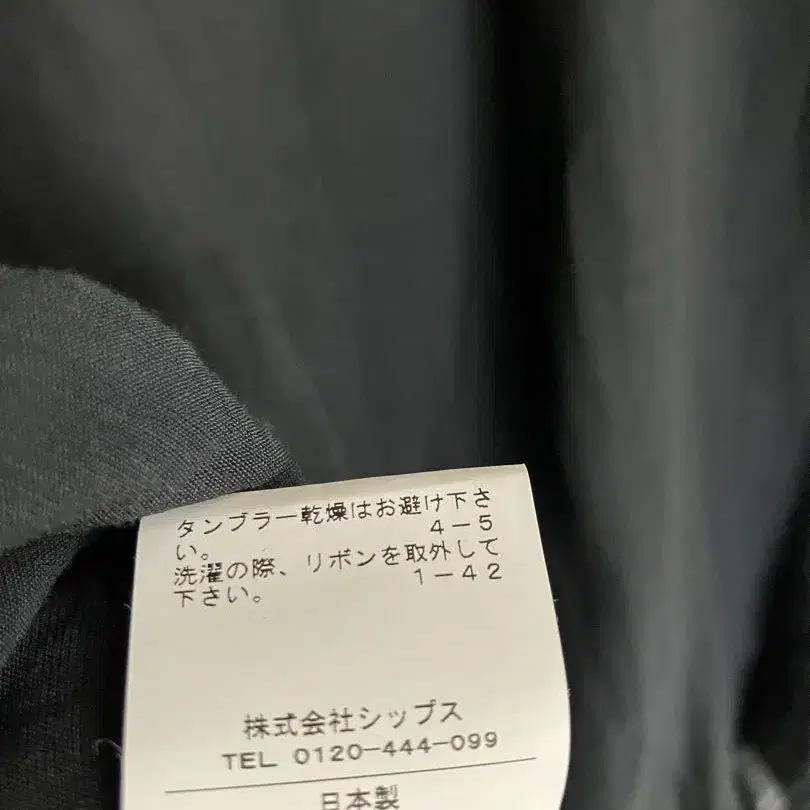 タンブラー乾燥はお避け下さ
い。 4-5
洗濯の際、リボンを取外して
下さい。 1-42
株式会社シップス
TEL 0120-444-099
日本製